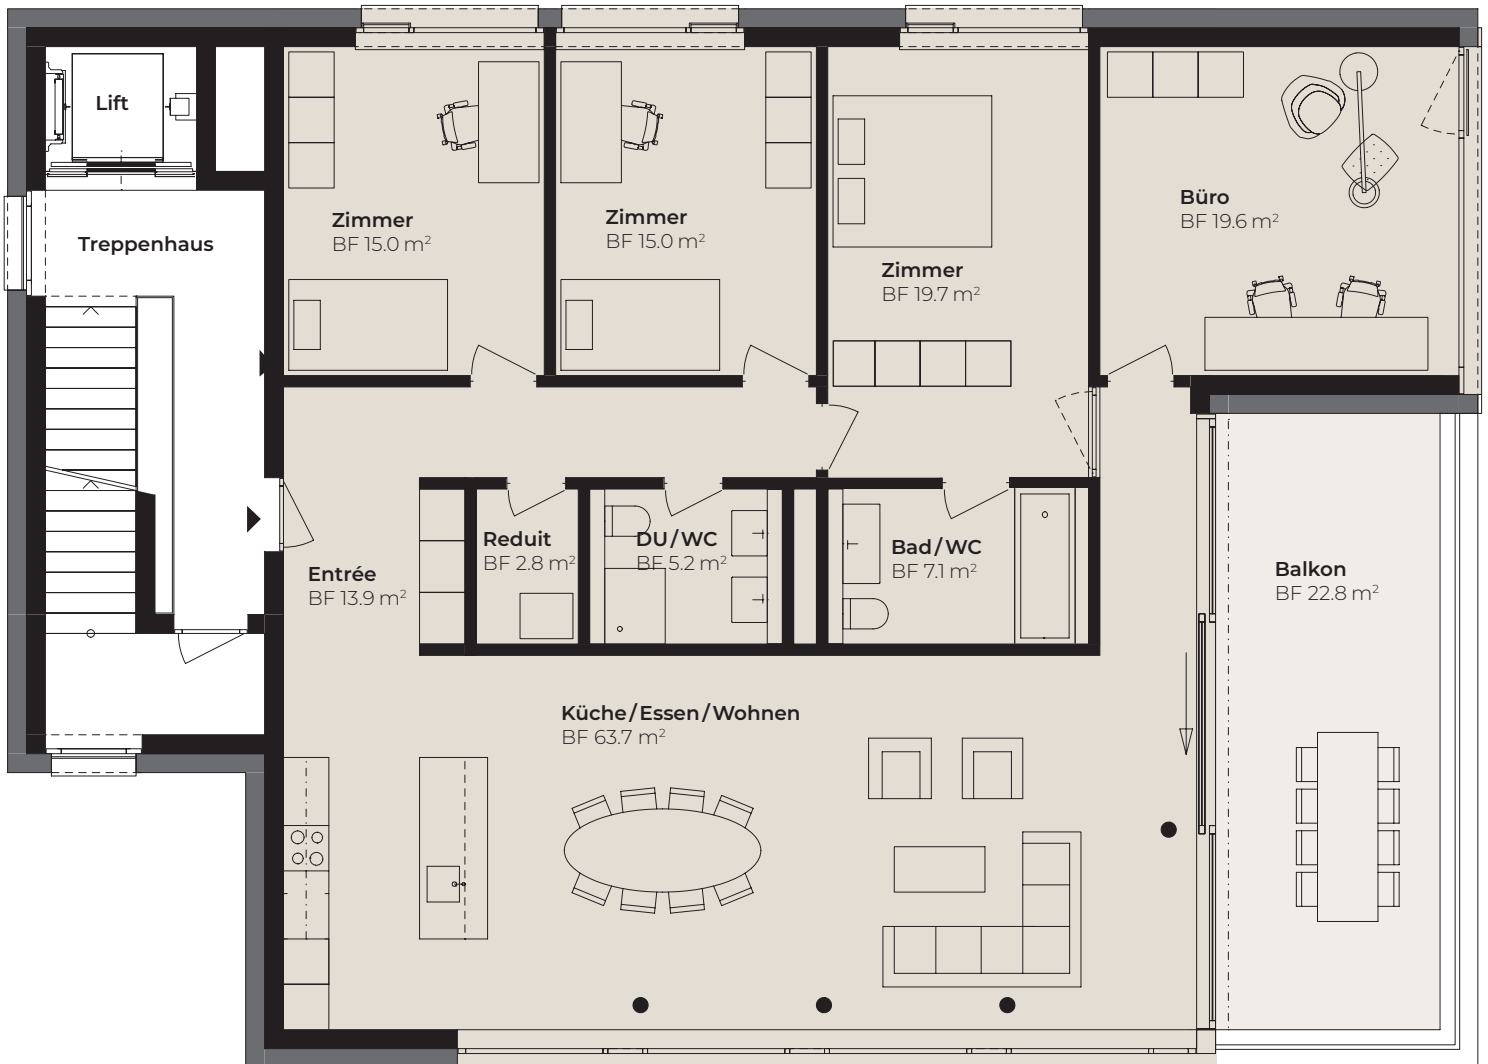 Lift
Treppenhaus
Zimmer
BF 15.0 m²
Zimmer
BF 15.0 m²
Zimmer
BF 19.7 m²
Büro
BF 19.6 m²
Entrée
BF 13.9 m²
Reduit
BF 2.8 m²
DU/WC
BF 5.2 m²
Bad/WC
BF 7.1 m²
Balkon
BF 22.8 m²
Küche/Essen/Wohnen
BF 63.7 m²